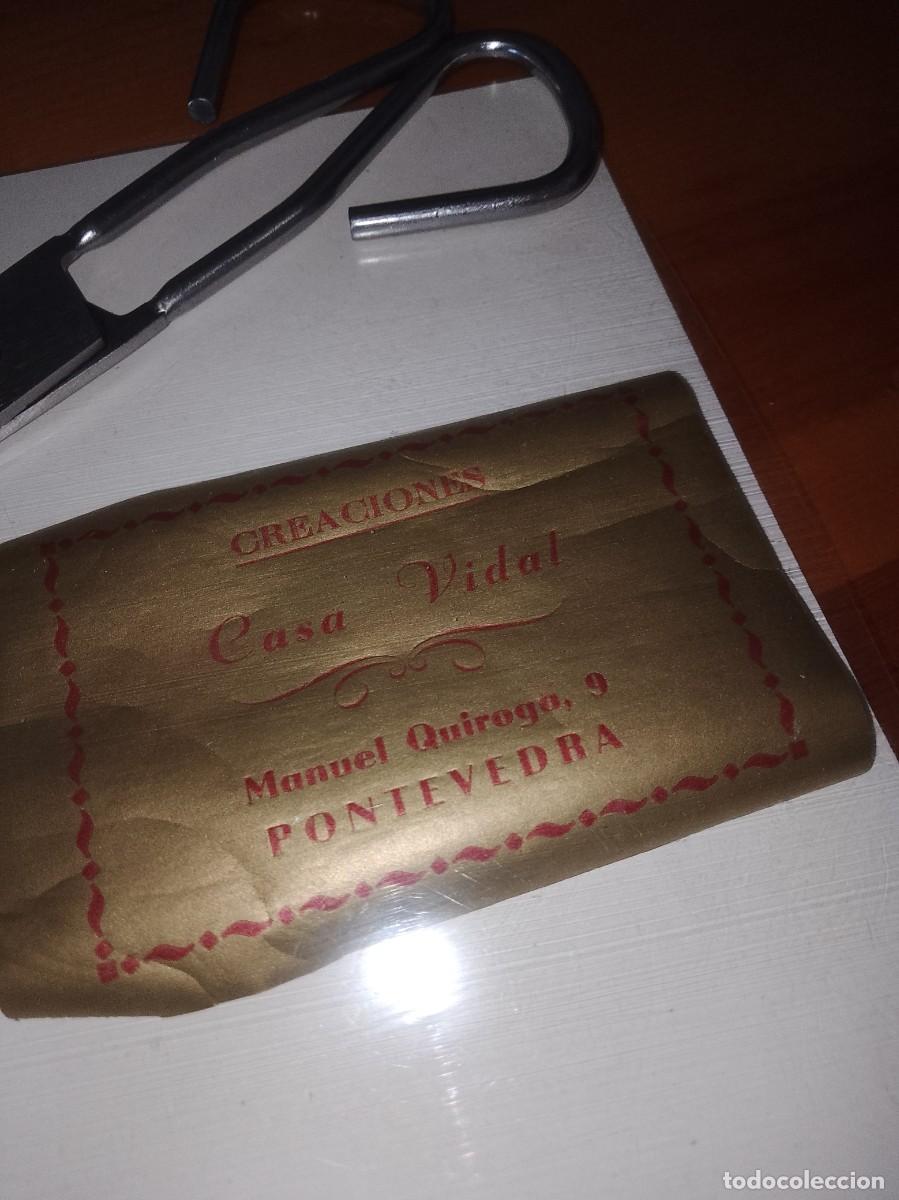 CREACIONES
Casa Vidal
Manuel Quiroga, 9
PONTEVEDRA
todocoleccion